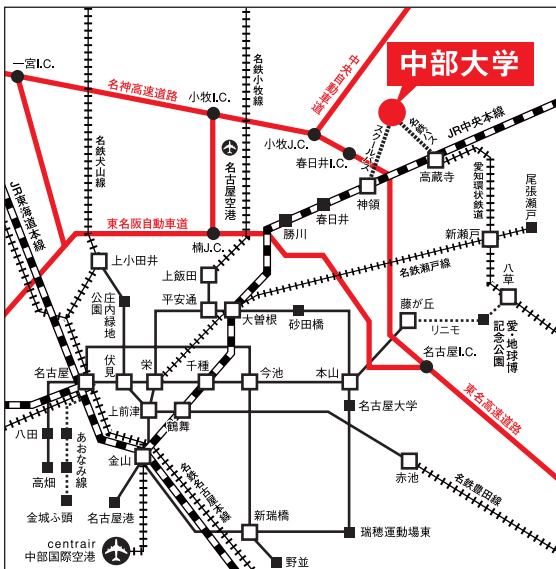 一宮I.C.
名神高速道路
名鉄犬山線
小牧I.C.
名鉄小牧線
中央自動車道
中部大学
小牧J.C.
春日井I.C.
名古屋空港
スクールバス
名鉄バス
JR中央本線
高蔵寺
神領
春日井
勝川
愛知環状鉄道
尾張瀬戸
新瀬戸
JR東海道本線
東名阪自動車道
楠J.C.
上小田井
上飯田
名鉄瀬戸線
八草
庄内緑地公園
平安通
大曽根
砂田橋
藤が丘
リニモ
愛・地球博記念公園
名古屋I.C.
名古屋
伏見
栄
千種
今池
本山
東名高速道路
上前津
鶴舞
名古屋大学
八田
あおなみ線
高畑
金山
赤池
名鉄豊田線
金城ふ頭
名古屋港
名鉄名古屋本線
新瑞橋
瑞穂運動場東
野並
centrair
中部国際空港